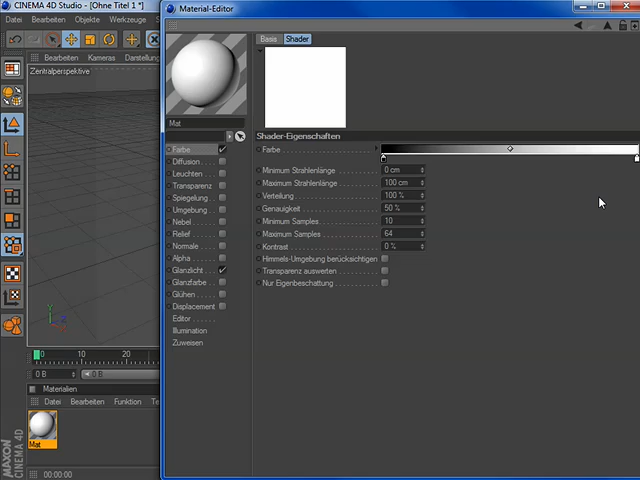 CINEMA 4D Studio - [Ohne Titel 1 *]
Datei Bearbeiten Objekte Werkzeuge S
Bearbeiten Kameras Darstellung
Zentralperspektive
0 10 20
0 B 0 B
Materialien
Datei Bearbeiten Funktion Te
Mat
00:00:00
MAXON
CINEMA 4D
Material-Editor
Mat
Farbe
Diffusion
Leuchten
Transparenz
Spiegelung
Umgebung
Nebel
Relief
Normale
Alpha
Glanzlicht
Glanzfarbe
Glühen
Displacement
Editor
Illumination
Zuweisen
Basis Shader
Shader-Eigenschaften
Farbe
Minimum Strahlenlänge 0 cm
Maximum Strahlenlänge 100 cm
Verteilung 100 %
Genauigkeit 50 %
Minimum Samples 10
Maximum Samples 64
Kontrast 0 %
Himmels-Umgebung berücksichtigen
Transparenz auswerten
Nur Eigenbeschattung